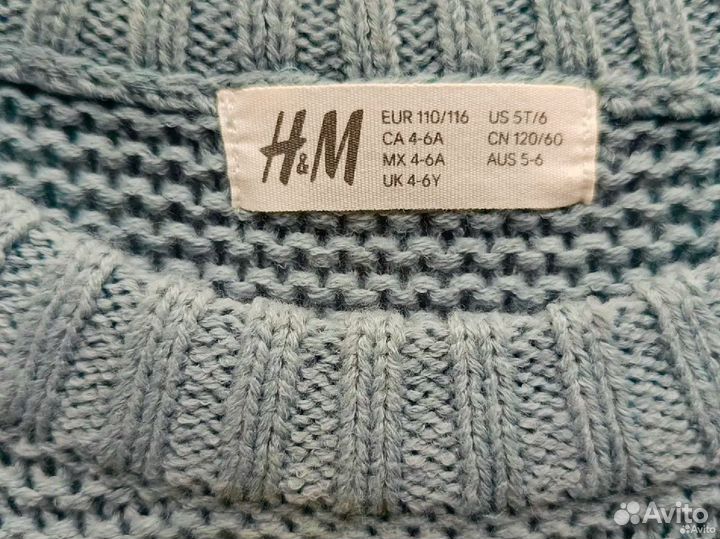 H&M
EUR 110/116 US 5T/6
CA 4-6A CN 120/60
MX 4-6A AUS 5-6
UK 4-6Y
Avito
Avito